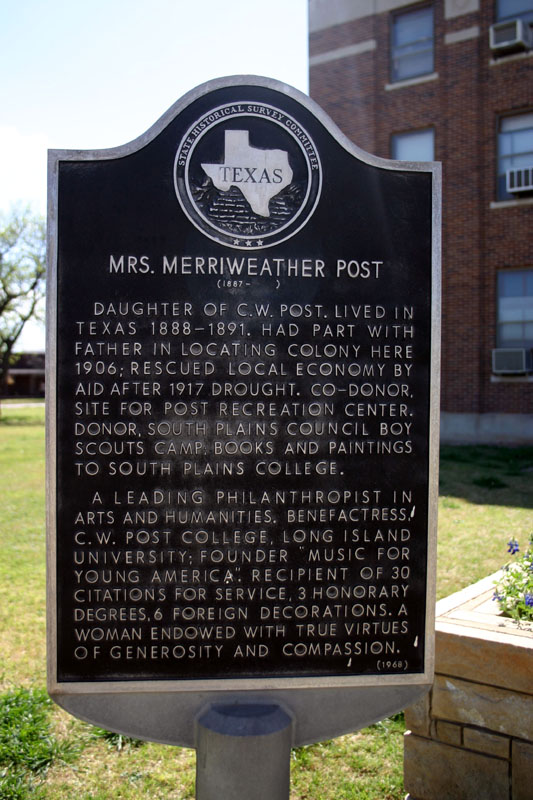 STATE HISTORICAL SURVEY COMMITTEE
TEXAS
MRS. MERRIWEATHER POST
(1887-     )
DAUGHTER OF C.W. POST. LIVED IN
TEXAS 1888-1891. HAD PART WITH
FATHER IN LOCATING COLONY HERE
1906; RESCUED LOCAL ECONOMY BY
AID AFTER 1917 DROUGHT. CO-DONOR,
SITE FOR POST RECREATION CENTER.
DONOR, SOUTH PLAINS COUNCIL BOY
SCOUTS CAMP, BOOKS AND PAINTINGS
TO SOUTH PLAINS COLLEGE.
A LEADING PHILANTHROPIST IN
ARTS AND HUMANITIES. BENEFACTRESS,
C.W. POST COLLEGE, LONG ISLAND
UNIVERSITY; FOUNDER "MUSIC FOR
YOUNG AMERICA". RECIPIENT OF 30
CITATIONS FOR SERVICE, 3 HONORARY
DEGREES, 6 FOREIGN DECORATIONS. A
WOMAN ENDOWED WITH TRUE VIRTUES
OF GENEROSITY AND COMPASSION.
(1968)